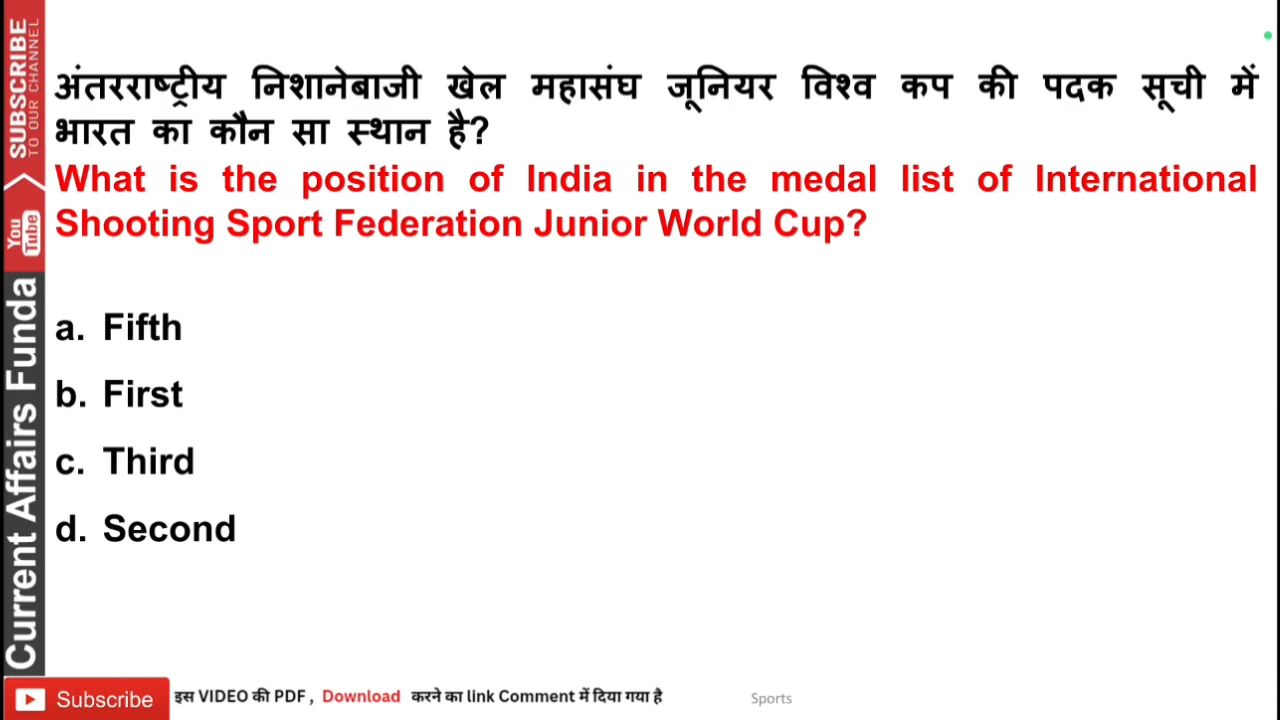 अंतरराष्ट्रीय निशानेबाजी खेल महासंघ जूनियर विश्व कप की पदक सूची में
भारत का कौन सा स्थान है?
What is the position of India in the medal list of International
Shooting Sport Federation Junior World Cup?
a. Fifth
b. First
c. Third
d. Second
SUBSCRIBE
TO OUR CHANNEL
You
Tube
Current Affairs Funda
Subscribe
इस VIDEO की PDF , Download करने का link Comment में दिया गया है
Sports